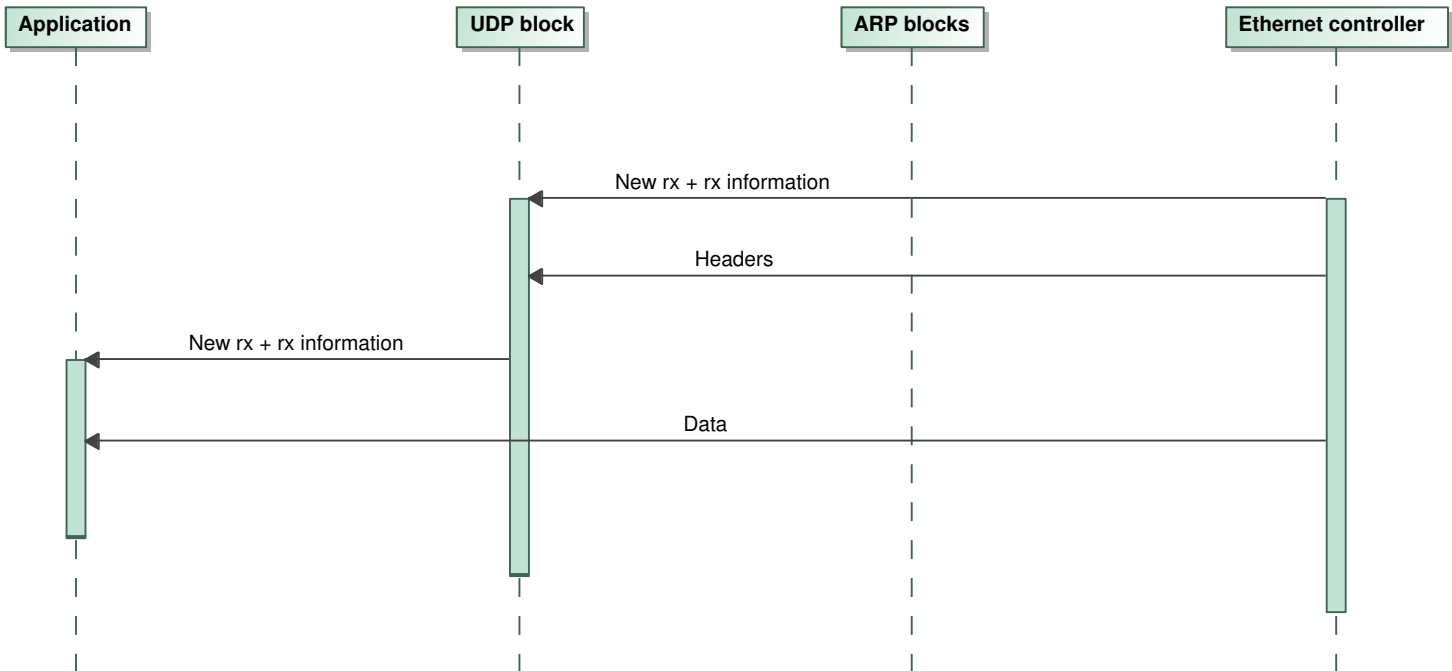 Application
UDP block
ARP blocks
Ethernet controller
New rx + rx information
Headers
New rx + rx information
Data